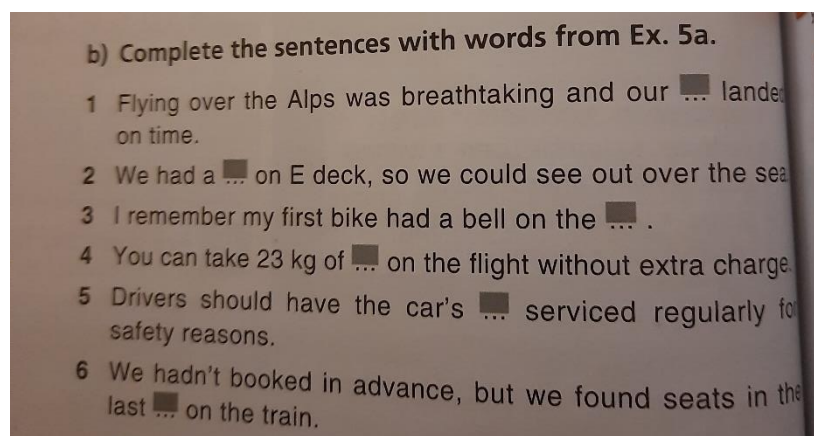 b) Complete the sentences with words from Ex. 5a.
1 Flying over the Alps was breathtaking and our ... landed
on time.
2 We had a ... on E deck, so we could see out over the sea
3 I remember my first bike had a bell on the ... .
4 You can take 23 kg of ... on the flight without extra charge.
5 Drivers should have the car's ... serviced regularly for
safety reasons.
6 We hadn't booked in advance, but we found seats in the
last ... on the train.